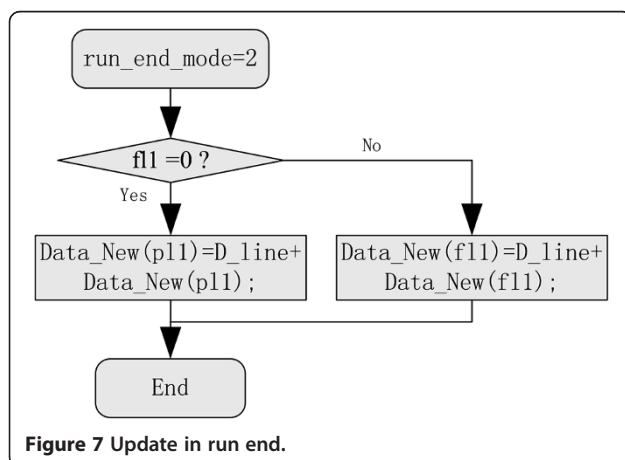 run_end_mode=2
fl1 =0 ?
No
Yes
Data_New(pl1)=D_line+
Data_New(pl1);
Data_New(fl1)=D_line+
Data_New(fl1);
End
Figure 7 Update in run end.